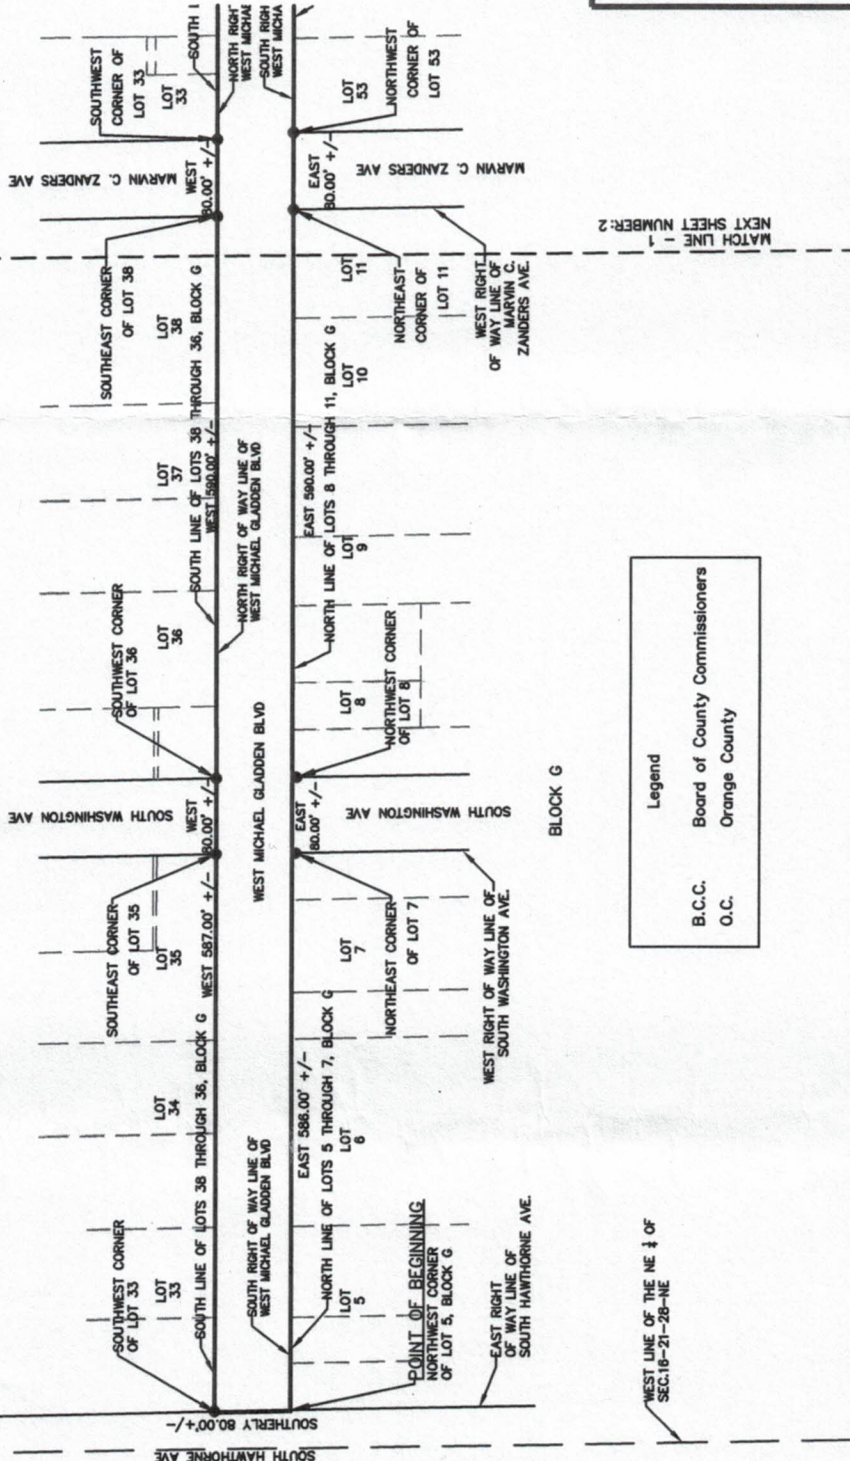 SOUTHWEST
CORNER OF
LOT 33
LOT
33
SOUTH
NORTH RIGHT
WEST MICHAE
SOUTH RIGH
WEST MICHA
LOT
53
NORTHWEST
CORNER OF
LOT 53
MARVIN C. ZANDERS AVE
WEST
80.00' +/-
EAST
80.00' +/-
MARVIN C. ZANDERS AVE
MATCH LINE - 1
NEXT SHEET NUMBER:2
SOUTHEAST CORNER
OF LOT 38
LOT
38
SOUTH LINE OF LOTS 38 THROUGH 36, BLOCK G
WEST 590.00' +/-
LOT
11
NORTHEAST
CORNER OF
LOT 11
WEST RIGHT
OF WAY LINE OF
MARVIN C.
ZANDERS AVE.
LOT
37
NORTH RIGHT OF WAY LINE OF
WEST MICHAEL GLADDEN BLVD
EAST 590.00' +/-
NORTH LINE OF LOTS 8 THROUGH 11, BLOCK G
LOT
10
LOT
9
SOUTHWEST CORNER
OF LOT 36
LOT
36
LOT
8
NORTHWEST CORNER
OF LOT 8
WEST MICHAEL GLADDEN BLVD
SOUTH WASHINGTON AVE
WEST
80.00' +/-
EAST
80.00' +/-
SOUTH WASHINGTON AVE
BLOCK G
Legend
B.C.C. Board of County Commissioners
O.C. Orange County
SOUTHEAST CORNER
OF LOT 35
LOT
35
WEST 587.00' +/-
LOT
7
NORTHEAST CORNER
OF LOT 7
WEST RIGHT OF WAY LINE OF
SOUTH WASHINGTON AVE.
LOT
34
SOUTH LINE OF LOTS 38 THROUGH 36, BLOCK G
EAST 586.00' +/-
NORTH LINE OF LOTS 5 THROUGH 7, BLOCK G
LOT
6
SOUTHWEST CORNER
OF LOT 33
LOT
33
SOUTH RIGHT OF WAY LINE OF
WEST MICHAEL GLADDEN BLVD
LOT
5
POINT OF BEGINNING
NORTHWEST CORNER
OF LOT 5, BLOCK G
EAST RIGHT
OF WAY LINE OF
SOUTH HAWTHORNE AVE.
SOUTHERLY 80.00'+/-
SOUTH HAWTHORNE AVE
WEST LINE OF THE NE ¼ OF
SEC.16-21-28-NE